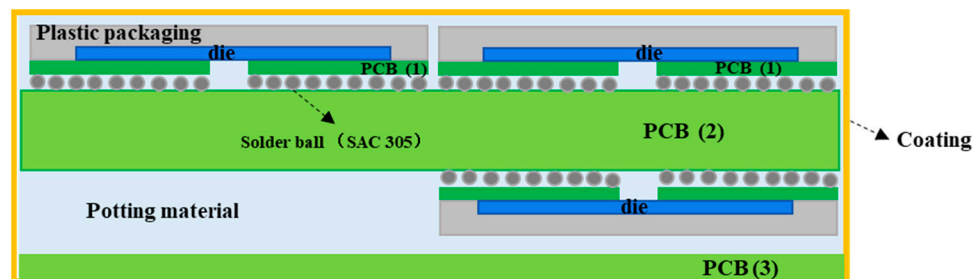 Plastic packaging
die
die
PCB (1)
PCB (1)
Solder ball （SAC 305）
PCB (2)
Coating
Potting material
die
PCB (3)